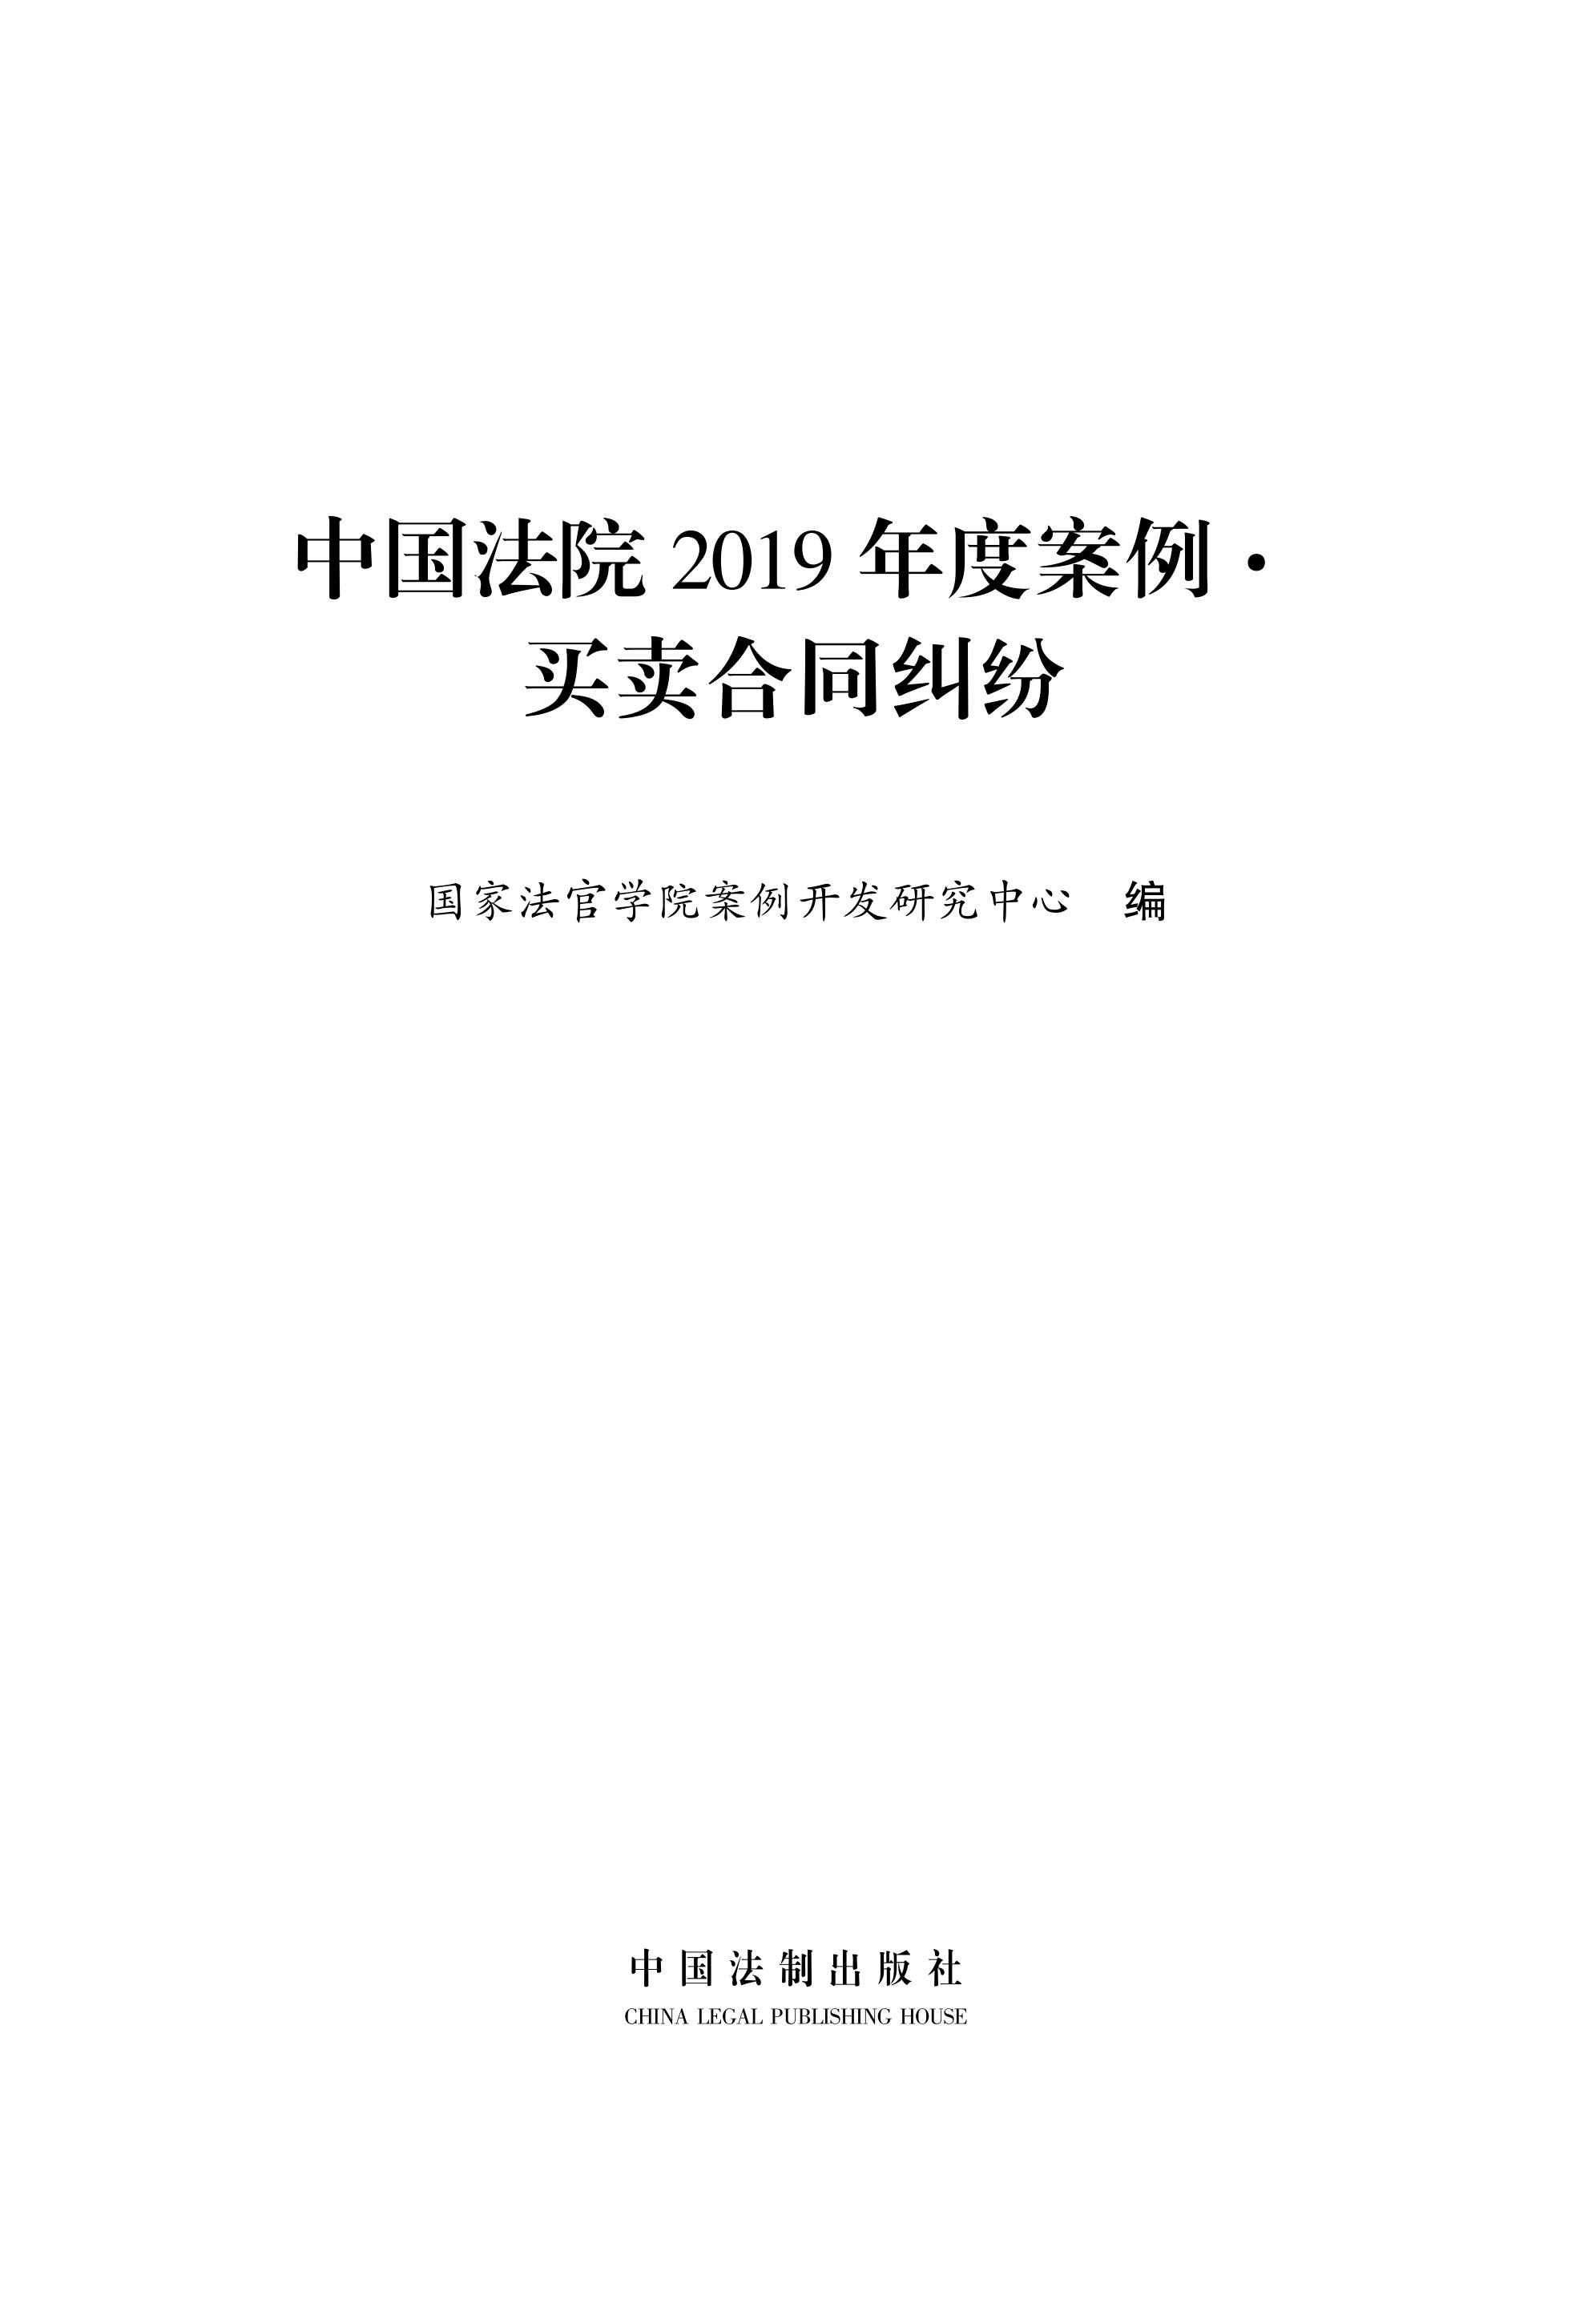 中国法院 2019 年度案例·
买卖合同纠纷
国家法官学院案例开发研究中心 编
中国法制出版社
CHINA LEGAL PUBLISHING HOUSE